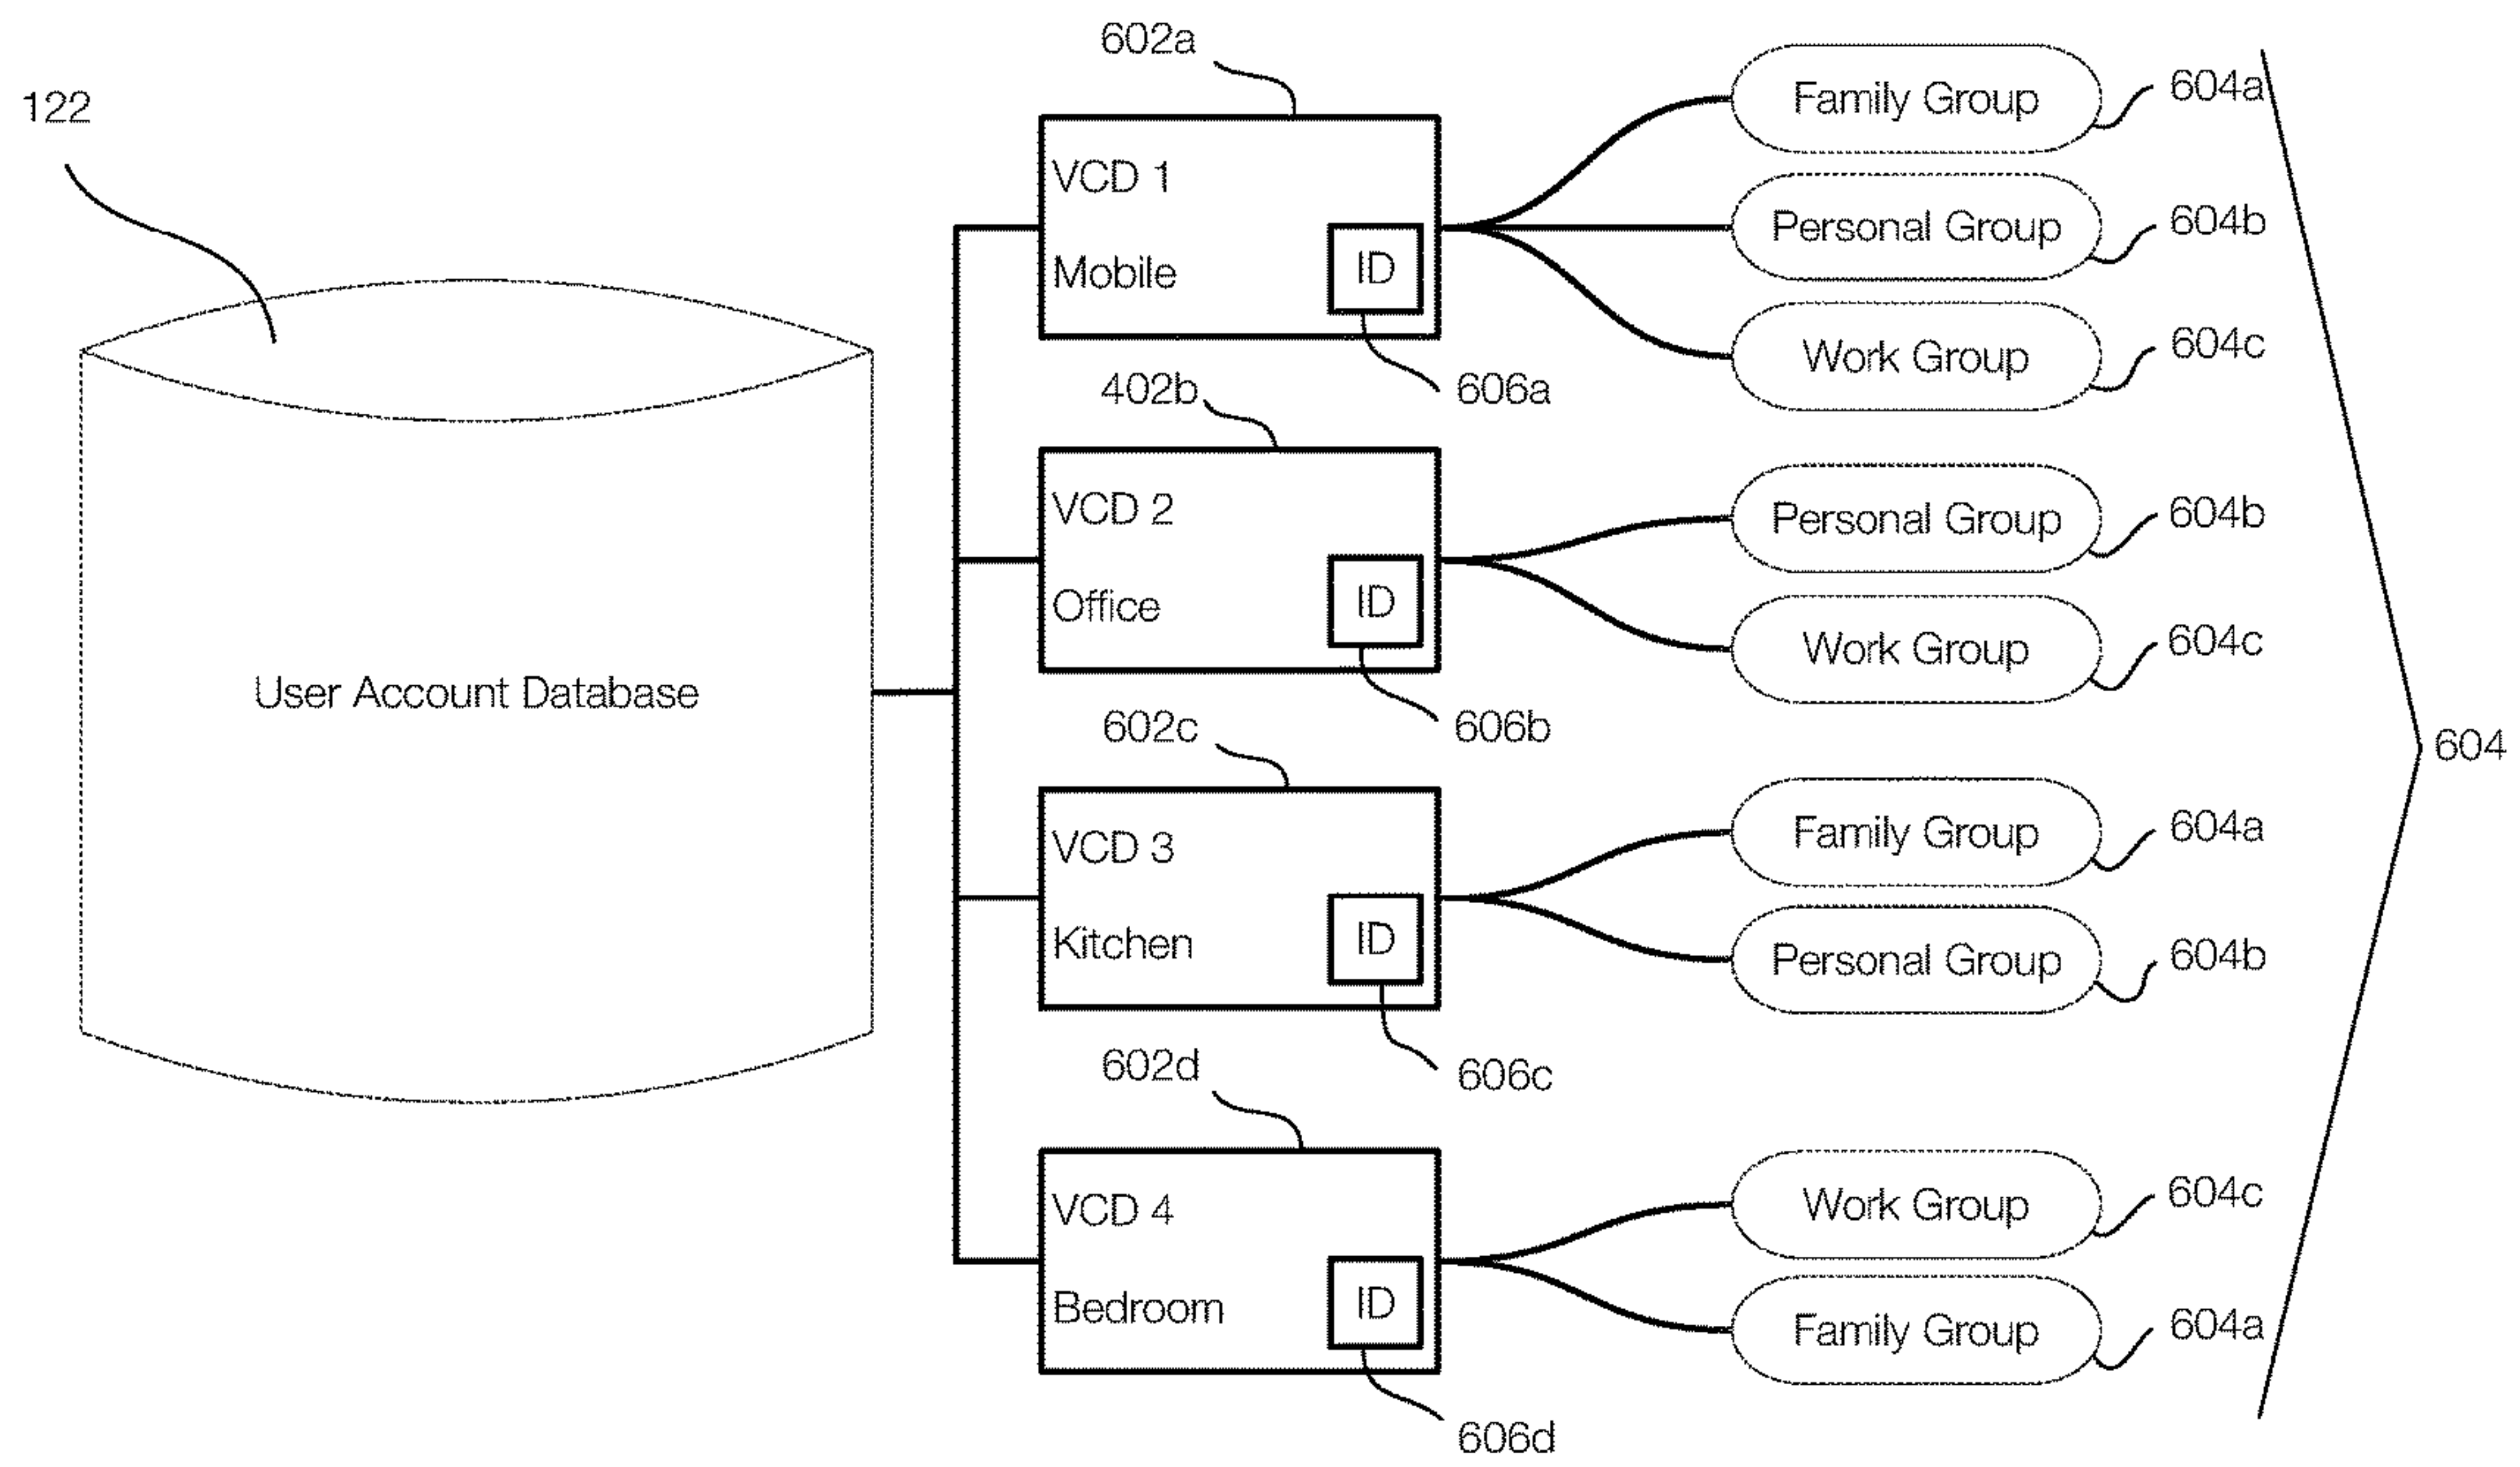 602a
122
VCD 1
Mobile
ID
606a
Family Group
604a
Personal Group
604b
Work Group
604c
402b
VCD 2
Office
ID
606b
Personal Group
604b
Work Group
604c
User Account Database
604
602c
VCD 3
Kitchen
ID
606c
Family Group
604a
Personal Group
604b
602d
VCD 4
Bedroom
ID
606d
Work Group
604c
Family Group
604a